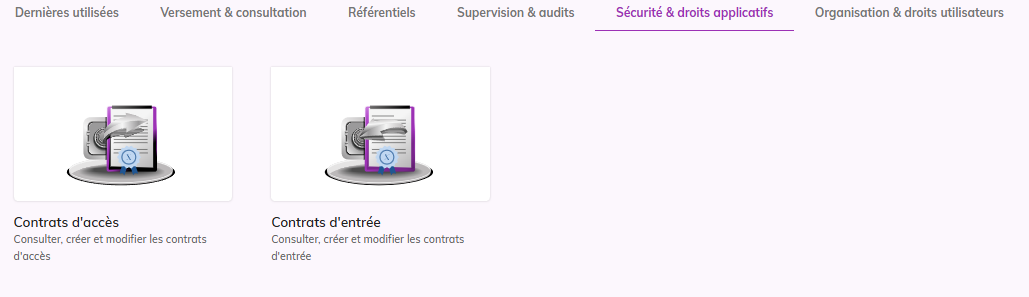 Dernières utilisées Versement & consultation Référentiels Supervision & audits Sécurité & droits applicatifs Organisation & droits utilisateurs
Contrats d'accès
Consulter, créer et modifier les contrats
d'accès
Contrats d'entrée
Consulter, créer et modifier les contrats
d'entrée